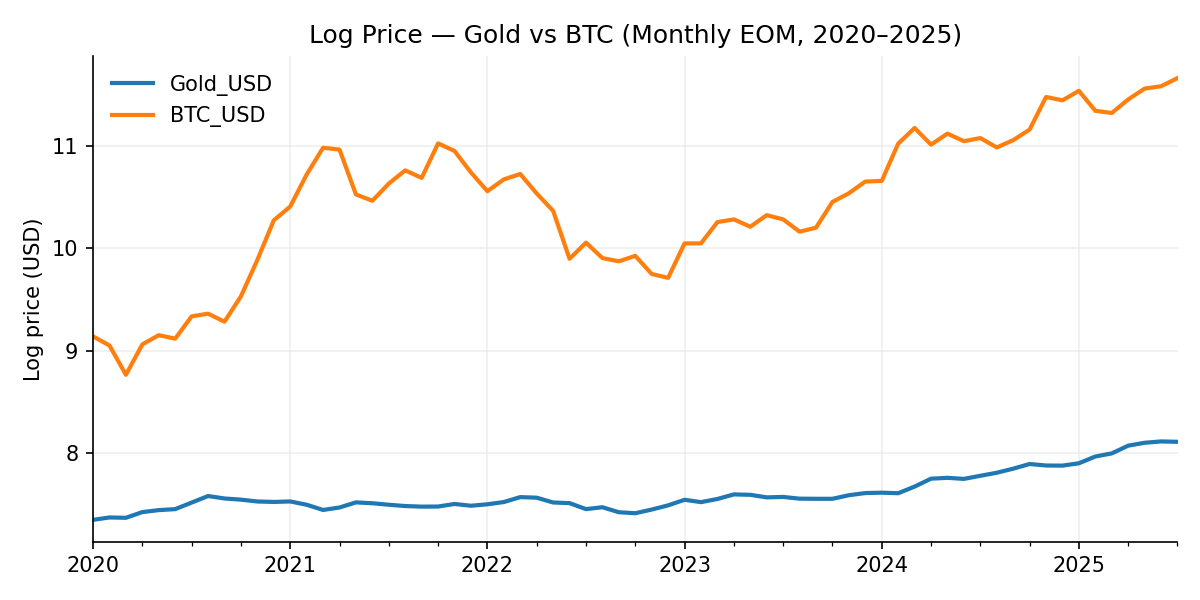 Log Price — Gold vs BTC (Monthly EOM, 2020–2025)
Gold_USD
BTC_USD
Log price (USD)
11
10
9
8
2020 2021 2022 2023 2024 2025